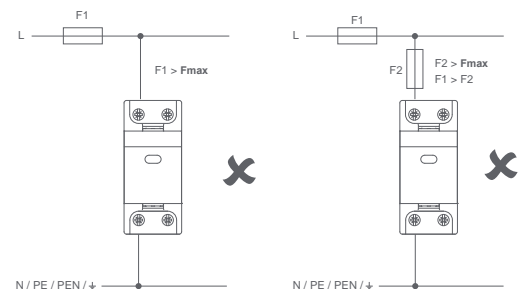 F1
L
F1 > Fmax
N / PE / PEN / ⏚
F1
L
F2
F2 > Fmax
F1 > F2
N / PE / PEN / ⏚